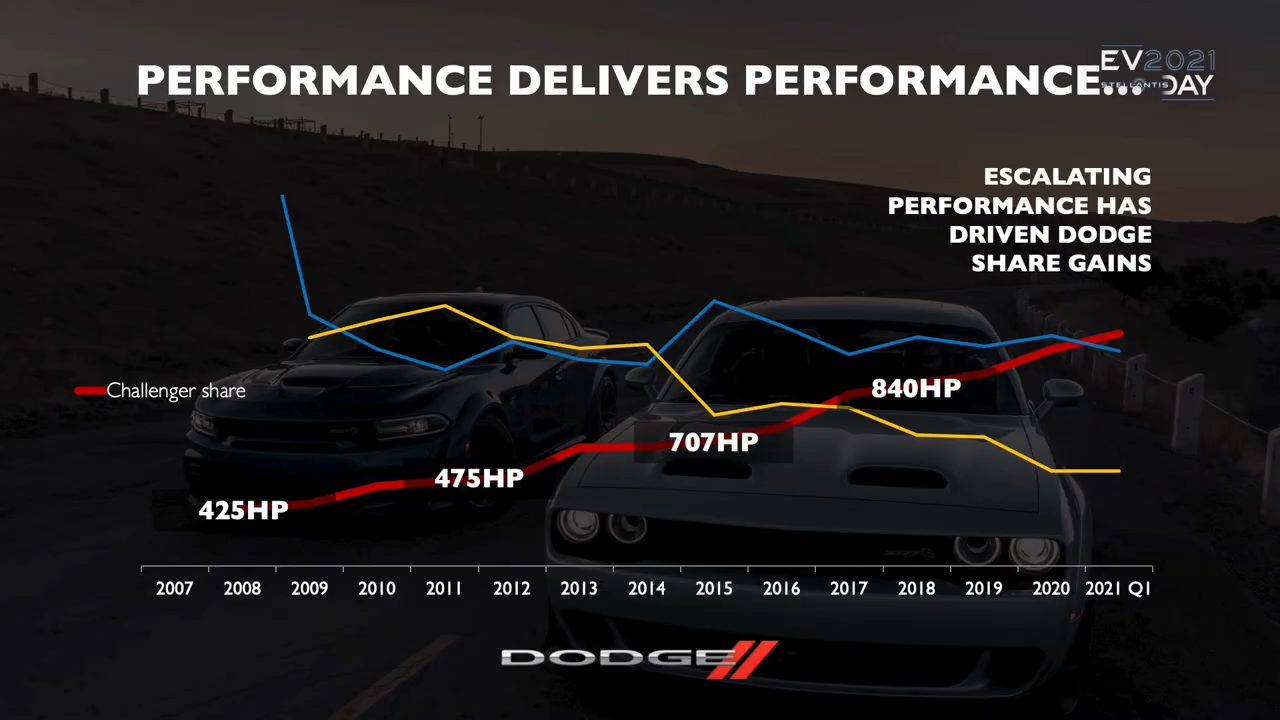 PERFORMANCE DELIVERS PERFORMANCE...
EV2021
STELLANTIS DAY
ESCALATING
PERFORMANCE HAS
DRIVEN DODGE
SHARE GAINS
Challenger share
840HP
707HP
475HP
425HP
2007 2008 2009 2010 2011 2012 2013 2014 2015 2016 2017 2018 2019 2020 2021 Q1
DODGE